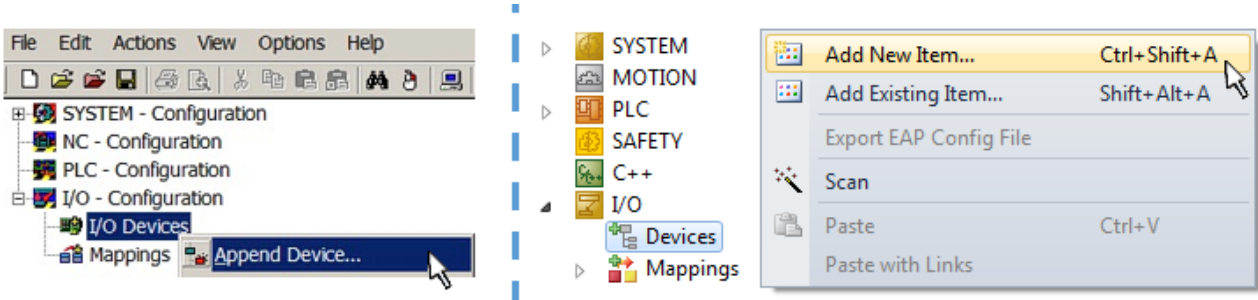 File Edit Actions View Options Help
SYSTEM - Configuration
NC - Configuration
PLC - Configuration
I/O - Configuration
I/O Devices
Mappings
Append Device...
SYSTEM
MOTION
PLC
SAFETY
C++
I/O
Devices
Mappings
Add New Item... Ctrl+Shift+A
Add Existing Item... Shift+Alt+A
Export EAP Config File
Scan
Paste Ctrl+V
Paste with Links